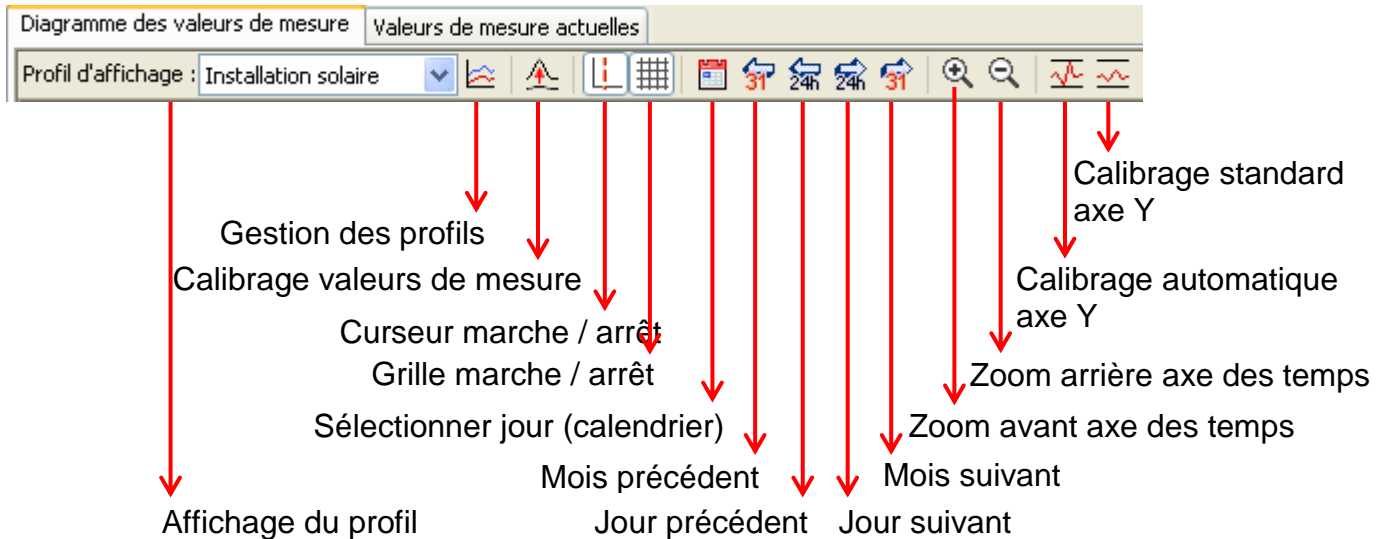 Diagramme des valeurs de mesure
Valeurs de mesure actuelles
Profil d'affichage :
Installation solaire
31
24h
24h
31
Calibrage standard
axe Y
Gestion des profils
Calibrage valeurs de mesure
Calibrage automatique
axe Y
Curseur marche / arrêt
Grille marche / arrêt
Zoom arrière axe des temps
Sélectionner jour (calendrier)
Zoom avant axe des temps
Mois précédent
Mois suivant
Affichage du profil
Jour précédent
Jour suivant